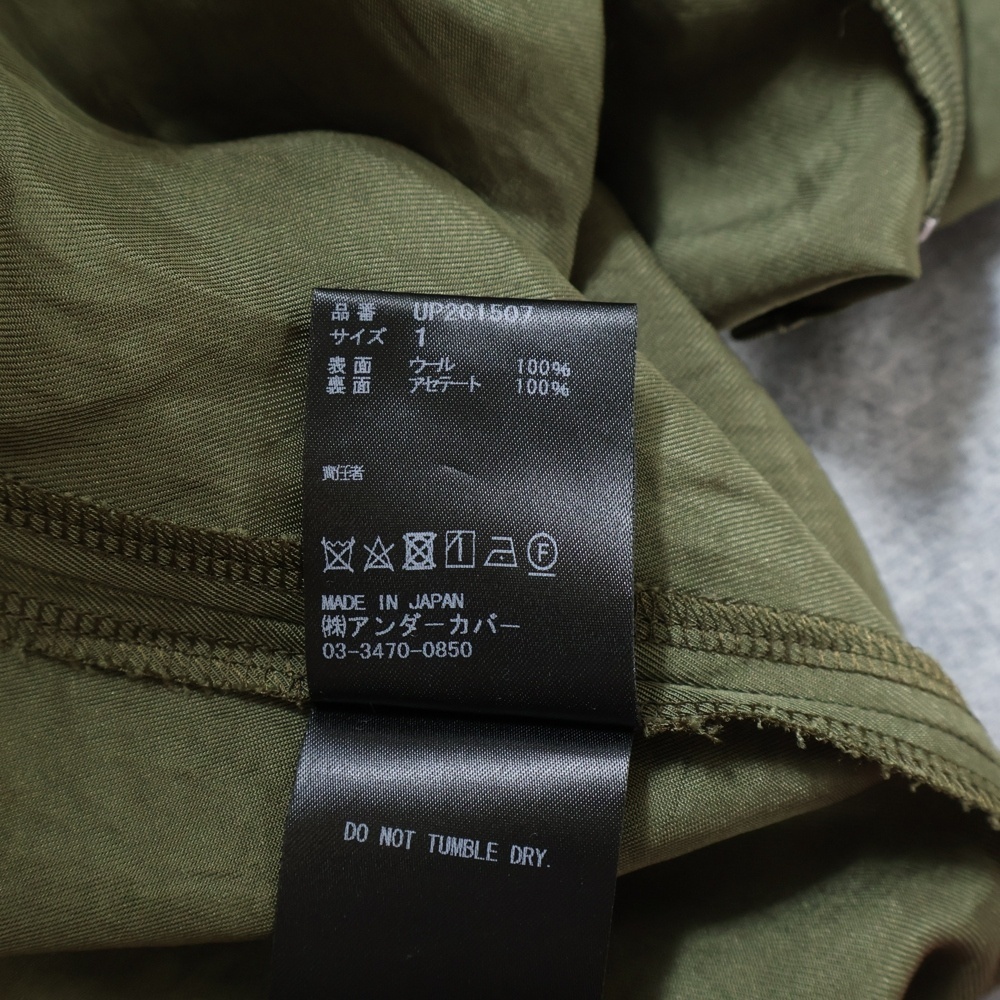 品番 UP2C1507
サイズ 1
表面 ウール 100%
裏面 アセテート 100%
責任者
F
MADE IN JAPAN
㈱アンダーカバー
03-3470-0850
DO NOT TUMBLE DRY.